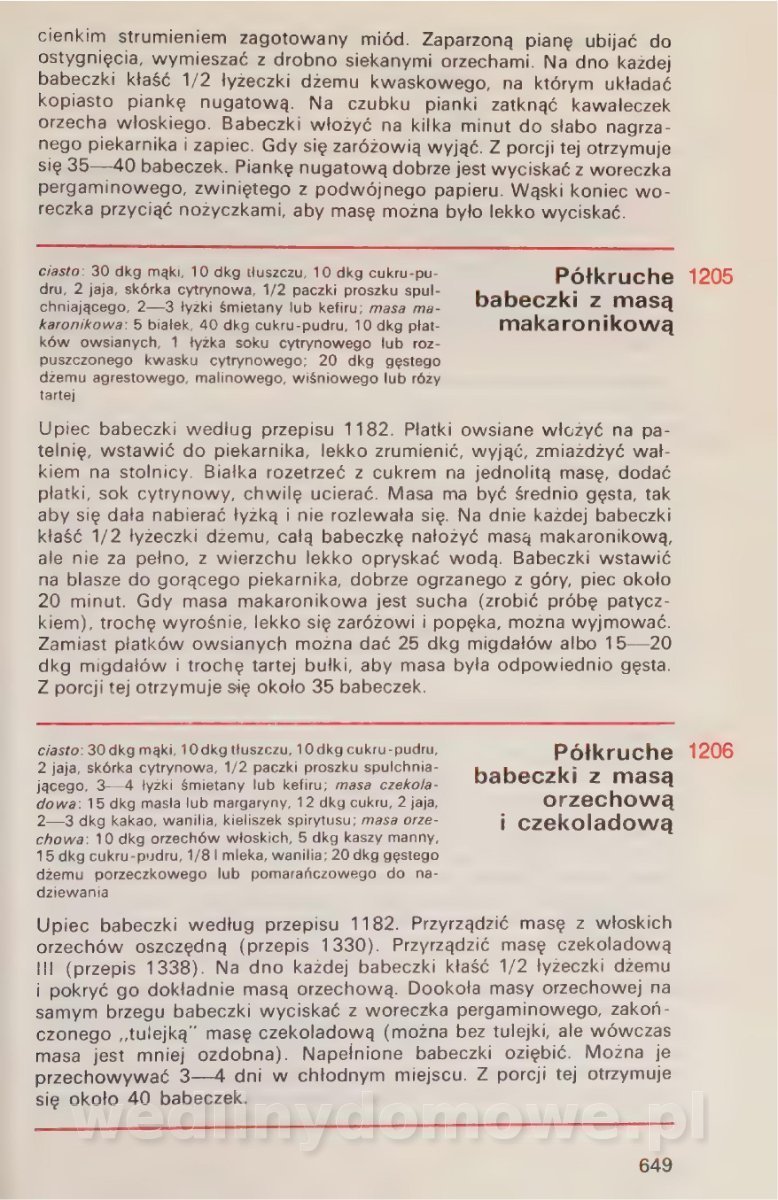 cienkim strumieniem zagotowany miód. Zaparzoną pianę ubijać do
ostygnięcia, wymieszać z drobno siekanymi orzechami. Na dno każdej
babeczki kłaść 1/2 łyżeczki dżemu kwaskowego, na którym układać
kopiasto piankę nugatową. Na czubku pianki zatknąć kawałeczek
orzecha włoskiego. Babeczki włożyć na kilka minut do słabo nagrza-
nego piekarnika i zapiec. Gdy się zaróżowią wyjąć. Z porcji tej otrzymuje
się 35—40 babeczek. Piankę nugatową dobrze jest wyciskać z woreczka
pergaminowego, zwiniętego z podwójnego papieru. Wąski koniec wo-
reczka przyciąć nożyczkami, aby masę można było lekko wyciskać.
Półkruche 1205
babeczki z masą
makaronikową
ciasto: 30 dkg mąki, 10 dkg tłuszczu, 10 dkg cukru-pu-
dru, 2 jaja, skórka cytrynowa, 1/2 paczki proszku spul-
chniającego, 2—3 łyżki śmietany lub kefiru; masa ma-
karonikowa: 5 białek, 40 dkg cukru-pudru, 10 dkg płat-
ków owsianych, 1 łyżka soku cytrynowego lub roz-
puszczonego kwasku cytrynowego; 20 dkg gęstego
dżemu agrestowego, malinowego, wiśniowego lub róży
tartej
Upiec babeczki według przepisu 1182. Płatki owsiane włożyć na pa-
telnię, wstawić do piekarnika, lekko zrumienić, wyjąć, zmiażdżyć wał-
kiem na stolnicy. Białka rozetrzeć z cukrem na jednolitą masę, dodać
płatki, sok cytrynowy, chwilę ucierać. Masa ma być średnio gęsta, tak
aby się dała nabierać łyżką i nie rozlewała się. Na dnie każdej babeczki
kłaść 1/2 łyżeczki dżemu, całą babeczkę nałożyć masą makaronikową,
ale nie za pełno, z wierzchu lekko opryskać wodą. Babeczki wstawić
na blasze do gorącego piekarnika, dobrze ogrzanego z góry, piec około
20 minut. Gdy masa makaronikowa jest sucha (zrobić próbę patycz-
kiem), trochę wyrośnie, lekko się zaróżowi i popęka, można wyjmować.
Zamiast płatków owsianych można dać 25 dkg migdałów albo 15—20
dkg migdałów i trochę tartej bułki, aby masa była odpowiednio gęsta.
Z porcji tej otrzymuje się około 35 babeczek.
Półkruche 1206
babeczki z masą
orzechową
i czekoladową
ciasto: 30 dkg mąki, 10 dkg tłuszczu, 10 dkg cukru-pudru,
2 jaja, skórka cytrynowa, 1/2 paczki proszku spulchnia-
jącego, 3—4 łyżki śmietany lub kefiru; masa czekola-
dowa: 15 dkg masła lub margaryny, 12 dkg cukru, 2 jaja,
2—3 dkg kakao, wanilia, kieliszek spirytusu; masa orze-
chowa: 10 dkg orzechów włoskich, 5 dkg kaszy manny,
15 dkg cukru-pudru, 1/8 l mleka, wanilia; 20 dkg gęstego
dżemu porzeczkowego lub pomarańczowego do na-
dziewania
Upiec babeczki według przepisu 1182. Przyrządzić masę z włoskich
orzechów oszczędną (przepis 1330). Przyrządzić masę czekoladową
III (przepis 1338). Na dno każdej babeczki kłaść 1/2 łyżeczki dżemu
i pokryć go dokładnie masą orzechową. Dookoła masy orzechowej na
samym brzegu babeczki wyciskać z woreczka pergaminowego, zakoń-
czonego „tulejką" masę czekoladową (można bez tulejki, ale wówczas
masa jest mniej ozdobna). Napełnione babeczki oziębić. Można je
przechowywać 3—4 dni w chłodnym miejscu. Z porcji tej otrzymuje
się około 40 babeczek.
wedlinydomowe.pl
649